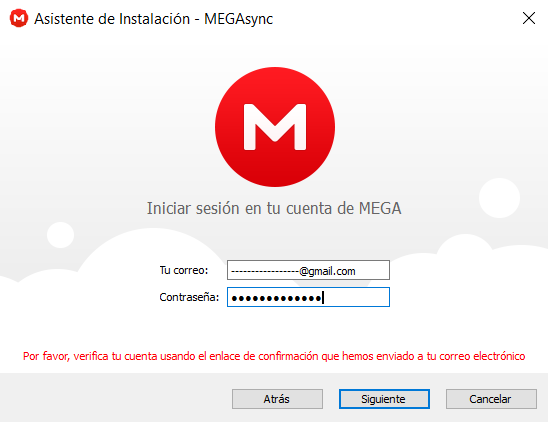 Asistente de Instalación - MEGAsync
M
Iniciar sesión en tu cuenta de MEGA
Tu correo: -----------------@gmail.com
Contraseña: ●●●●●●●●●●●●●
Por favor, verifica tu cuenta usando el enlace de confirmación que hemos enviado a tu correo electrónico
Atrás Siguiente Cancelar